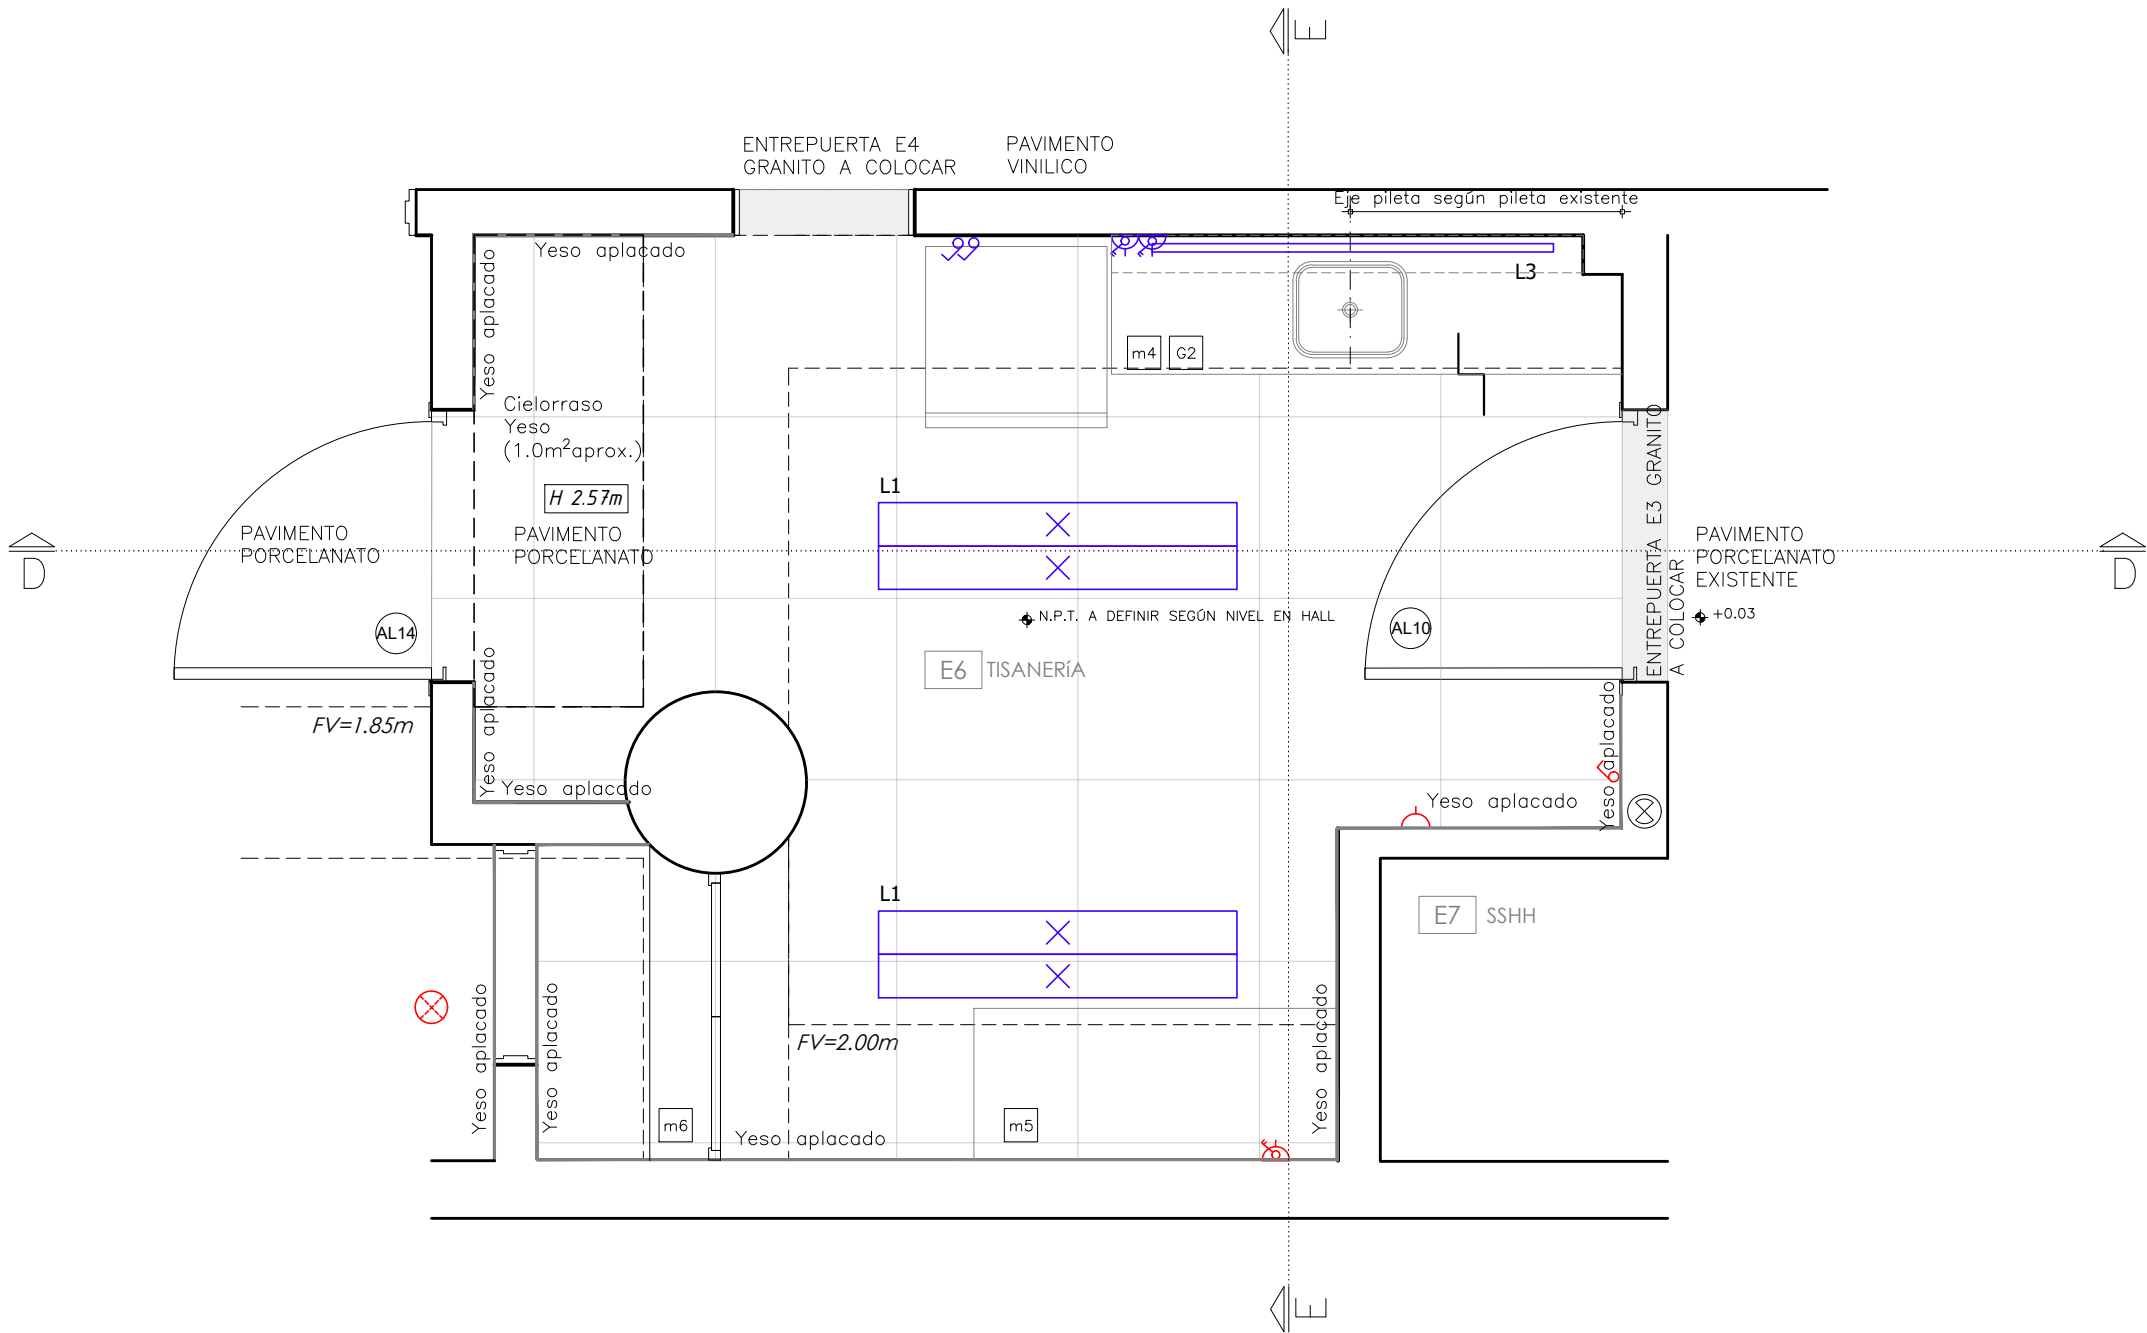 E
ENTREPUERTA E4
GRANITO A COLOCAR
PAVIMENTO
VINILICO
Eje pileta según pileta existente
Yeso aplacado
Yeso aplacado
L3
m4
G2
Cielorraso
Yeso
(1.0m²aprox.)
H 2.57m
L1
PAVIMENTO
PORCELANATO
PAVIMENTO
PORCELANATO
ENTREPUERTA E3 GRANITO
A COLOCAR
PAVIMENTO
PORCELANATO
EXISTENTE
D
D
+0.03
N.P.T. A DEFINIR SEGÚN NIVEL EN HALL
AL14
AL10
E6 TISANERíA
Yeso aplacado
FV=1.85m
Yeso aplacado
Yeso aplacado
Yeso aplacado
L1
E7 SSHH
Yeso aplacado
Yeso aplacado
Yeso aplacado
FV=2.00m
m6
m5
Yeso aplacado
E